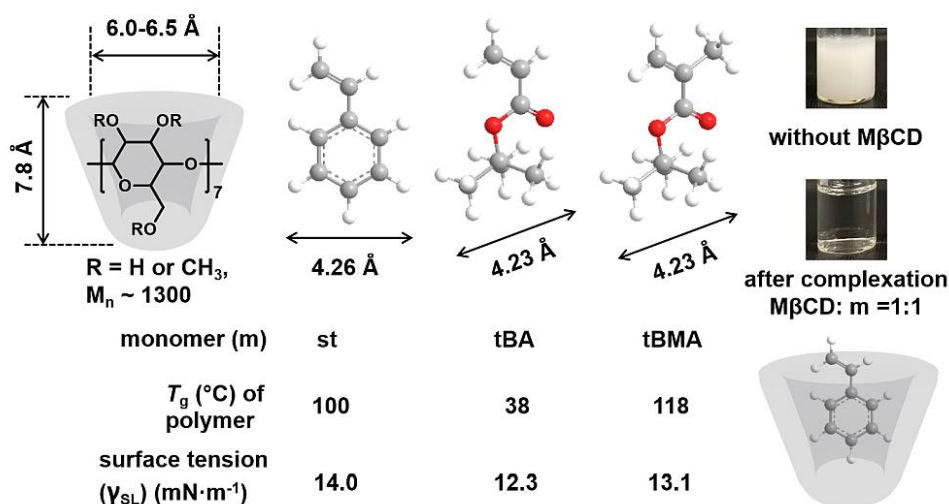 6.0-6.5 Å
7.8 Å
RO
OR
O
O
7
RO
R = H or CH₃,
Mₙ ~ 1300
4.26 Å
4.23 Å
4.23 Å
without MβCD
after complexation
MβCD: m =1:1
monomer (m) st tBA tBMA
T_g (°C) of
polymer
100 38 118
surface tension
(γ_SL) (mN·m⁻¹)
14.0 12.3 13.1